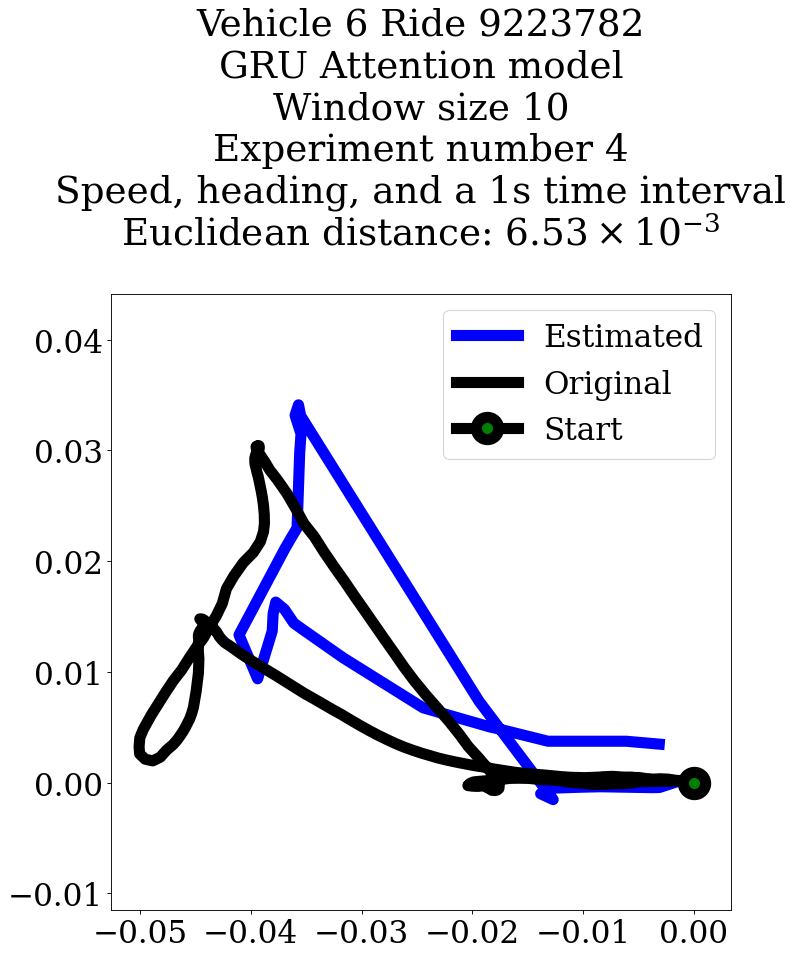 Vehicle 6 Ride 9223782
GRU Attention model
Window size 10
Experiment number 4
Speed, heading, and a 1s time interval
Euclidean distance: 6.53 × 10⁻³
Estimated
Original
Start
0.04
0.03
0.02
0.01
0.00
−0.01
−0.05 −0.04 −0.03 −0.02 −0.01 0.00